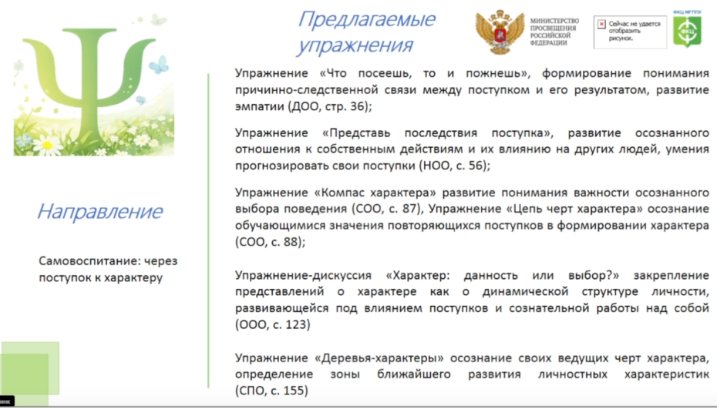 Предлагаемые
упражнения
МИНИСТЕРСТВО
ПРОСВЕЩЕНИЯ
РОССИЙСКОЙ
ФЕДЕРАЦИИ
Сейчас не удается
отобразить
рисунок.
ФКЦ МГППУ
ФКЦ
Упражнение «Что посеешь, то и пожнешь», формирование понимания
причинно-следственной связи между поступком и его результатом, развитие
эмпатии (ДОО, стр. 36);
Упражнение «Представь последствия поступка», развитие осознанного
отношения к собственным действиям и их влиянию на других людей, умения
прогнозировать свои поступки (НОО, с. 56);
Направление
Самовоспитание: через
поступок к характеру
Упражнение «Компас характера» развитие понимания важности осознанного
выбора поведения (СОО, с. 87), Упражнение «Цепь черт характера» осознание
обучающимися значения повторяющихся поступков в формировании характера
(СОО, с. 88);
Упражнение-дискуссия «Характер: данность или выбор?» закрепление
представлений о характере как о динамической структуре личности,
развивающейся под влиянием поступков и сознательной работы над собой
(ООО, с. 123)
Упражнение «Деревья-характеры» осознание своих ведущих черт характера,
определение зоны ближайшего развития личностных характеристик
(СПО, с. 155)